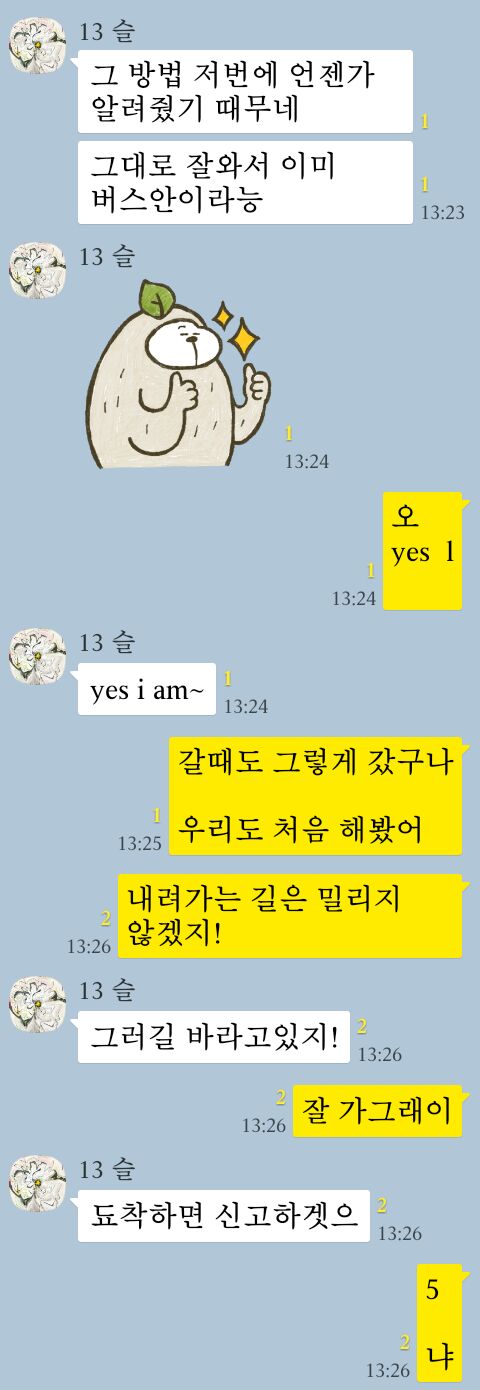 13 슬
그 방법 저번에 언젠가
알려줬기 때무네
1
그대로 잘와서 이미
버스안이라능
1
13:23
13 슬
1
13:24
오
yes l
1
13:24
13 슬
yes i am~
1
13:24
갈때도 그렇게 갔구나
우리도 처음 해봤어
1
13:25
내려가는 길은 밀리지
않겠지!
2
13:26
13 슬
그러길 바라고있지!
2
13:26
잘 가그래이
2
13:26
13 슬
됴착하면 신고하겟으
2
13:26
5
냐
2
13:26